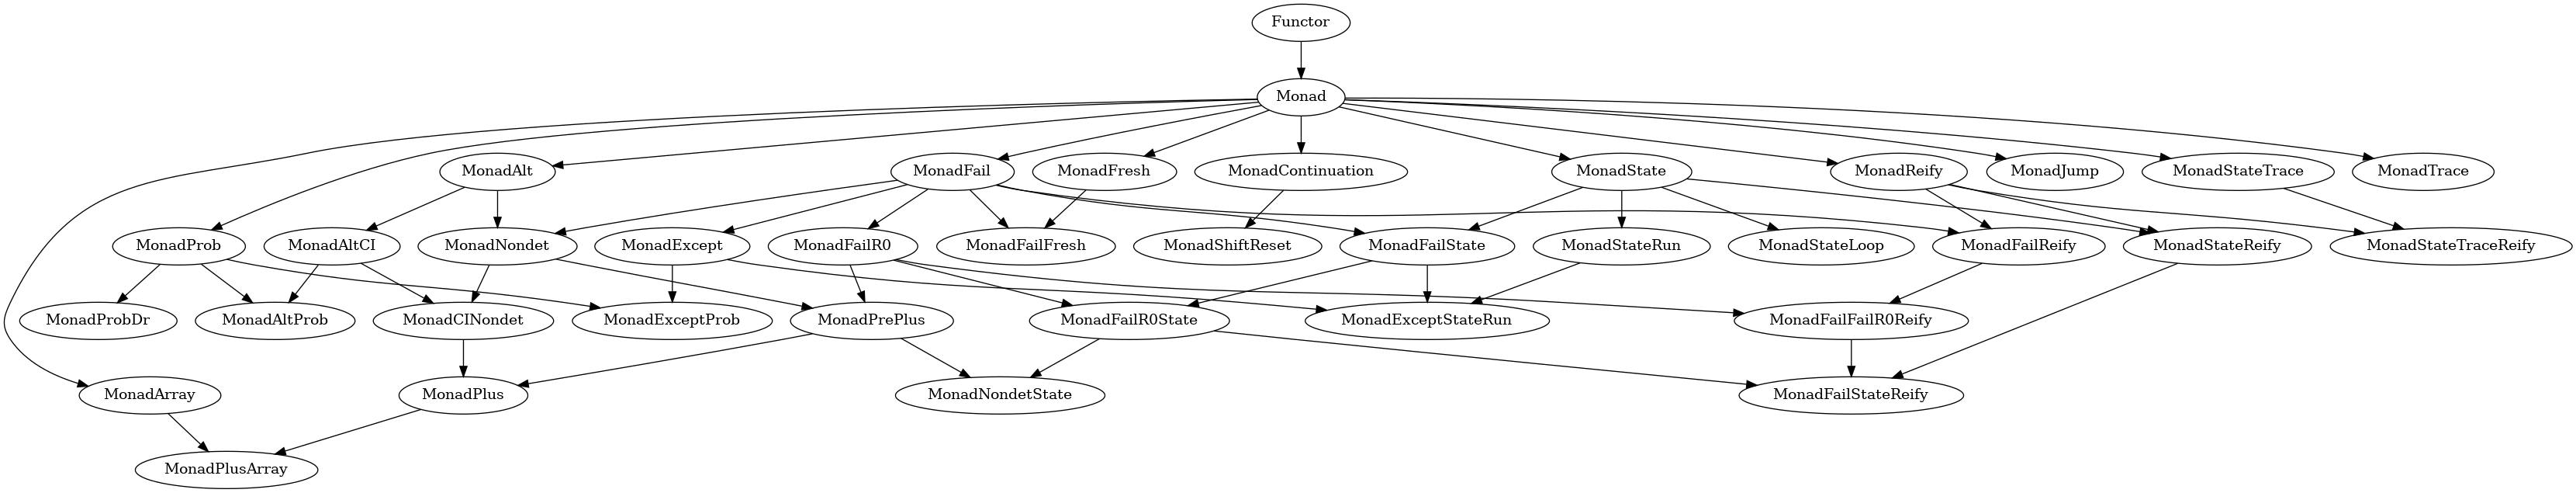 Functor
Monad
MonadAlt
MonadFail
MonadFresh
MonadContinuation
MonadState
MonadReify
MonadJump
MonadStateTrace
MonadTrace
MonadProb
MonadAltCI
MonadNondet
MonadExcept
MonadFailR0
MonadFailFresh
MonadShiftReset
MonadFailState
MonadStateRun
MonadStateLoop
MonadFailReify
MonadStateReify
MonadStateTraceReify
MonadProbDr
MonadAltProb
MonadCINondet
MonadExceptProb
MonadPrePlus
MonadFailR0State
MonadExceptStateRun
MonadFailFailR0Reify
MonadArray
MonadPlus
MonadNondetState
MonadFailStateReify
MonadPlusArray